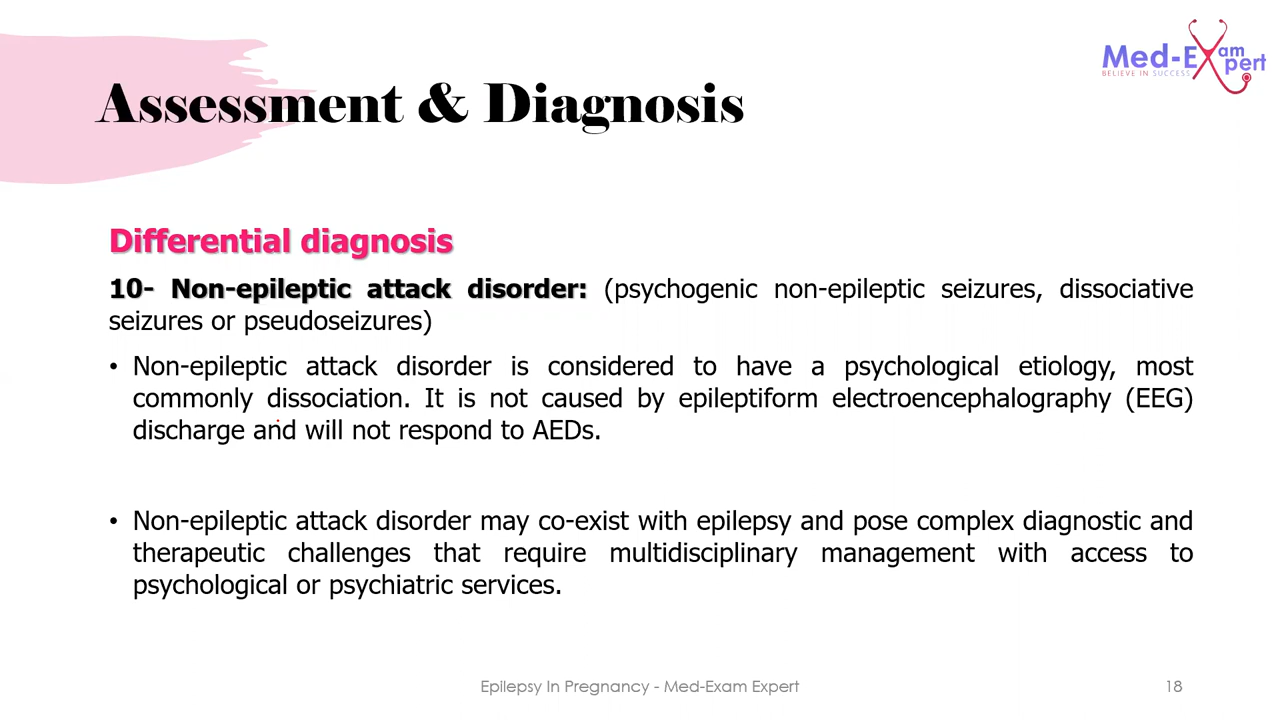 Med-Exam Expert
BELIEVE IN SUCCESS
Assessment & Diagnosis
Differential diagnosis
10- Non-epileptic attack disorder: (psychogenic non-epileptic seizures, dissociative
seizures or pseudoseizures)
• Non-epileptic attack disorder is considered to have a psychological etiology, most
commonly dissociation. It is not caused by epileptiform electroencephalography (EEG)
discharge and will not respond to AEDs.
• Non-epileptic attack disorder may co-exist with epilepsy and pose complex diagnostic and
therapeutic challenges that require multidisciplinary management with access to
psychological or psychiatric services.
Epilepsy In Pregnancy - Med-Exam Expert
18